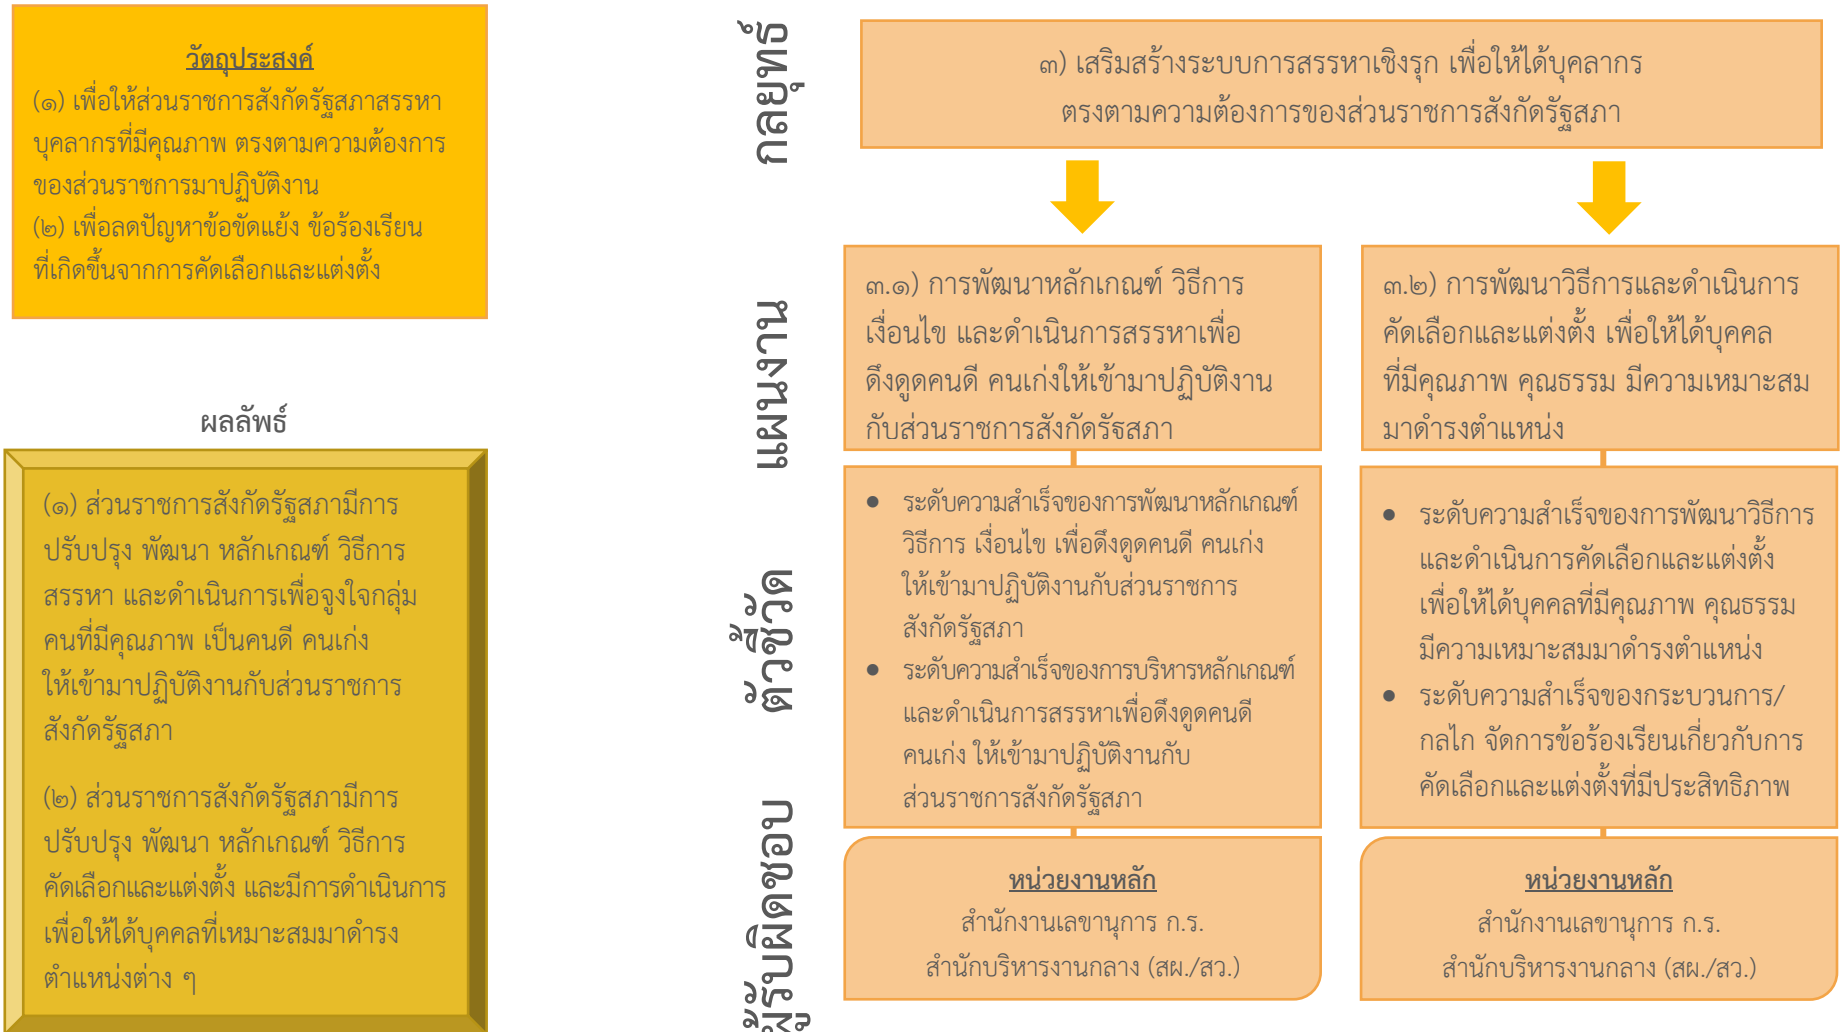 วัตถุประสงค์
(๑) เพื่อให้ส่วนราชการสังกัดรัฐสภาสรรหา
บุคลากรที่มีคุณภาพ ตรงตามความต้องการ
ของส่วนราชการมาปฏิบัติงาน
(๒) เพื่อลดปัญหาข้อขัดแย้ง ข้อร้องเรียน
ที่เกิดขึ้นจากการคัดเลือกและแต่งตั้ง
ผลลัพธ์
(๑) ส่วนราชการสังกัดรัฐสภามีการ
ปรับปรุง พัฒนา หลักเกณฑ์ วิธีการ
สรรหา และดำเนินการเพื่อจูงใจกลุ่ม
คนที่มีคุณภาพ เป็นคนดี คนเก่ง
ให้เข้ามาปฏิบัติงานกับส่วนราชการ
สังกัดรัฐสภา
(๒) ส่วนราชการสังกัดรัฐสภามีการ
ปรับปรุง พัฒนา หลักเกณฑ์ วิธีการ
คัดเลือกและแต่งตั้ง และมีการดำเนินการ
เพื่อให้ได้บุคคลที่เหมาะสมมาดำรง
ตำแหน่งต่าง ๆ
กลยุทธ์
๓) เสริมสร้างระบบการสรรหาเชิงรุก เพื่อให้ได้บุคลากร
ตรงตามความต้องการของส่วนราชการสังกัดรัฐสภา
แผนงาน
๓.๑) การพัฒนาหลักเกณฑ์ วิธีการ
เงื่อนไข และดำเนินการสรรหาเพื่อ
ดึงดูดคนดี คนเก่งให้เข้ามาปฏิบัติงาน
กับส่วนราชการสังกัดรัฐสภา
๓.๒) การพัฒนาวิธีการและดำเนินการ
คัดเลือกและแต่งตั้ง เพื่อให้ได้บุคคล
ที่มีคุณภาพ คุณธรรม มีความเหมาะสม
มาดำรงตำแหน่ง
ตัวชี้วัด
● ระดับความสำเร็จของการพัฒนาหลักเกณฑ์
วิธีการ เงื่อนไข เพื่อดึงดูดคนดี คนเก่ง
ให้เข้ามาปฏิบัติงานกับส่วนราชการ
สังกัดรัฐสภา
● ระดับความสำเร็จของการบริหารหลักเกณฑ์
และดำเนินการสรรหาเพื่อดึงดูดคนดี
คนเก่ง ให้เข้ามาปฏิบัติงานกับ
ส่วนราชการสังกัดรัฐสภา
● ระดับความสำเร็จของการพัฒนาวิธีการ
และดำเนินการคัดเลือกและแต่งตั้ง
เพื่อให้ได้บุคคลที่มีคุณภาพ คุณธรรม
มีความเหมาะสมมาดำรงตำแหน่ง
● ระดับความสำเร็จของกระบวนการ/
กลไก จัดการข้อร้องเรียนเกี่ยวกับการ
คัดเลือกและแต่งตั้งที่มีประสิทธิภาพ
ผู้รับผิดชอบ
หน่วยงานหลัก
สำนักงานเลขานุการ ก.ร.
สำนักบริหารงานกลาง (สผ./สว.)
หน่วยงานหลัก
สำนักงานเลขานุการ ก.ร.
สำนักบริหารงานกลาง (สผ./สว.)